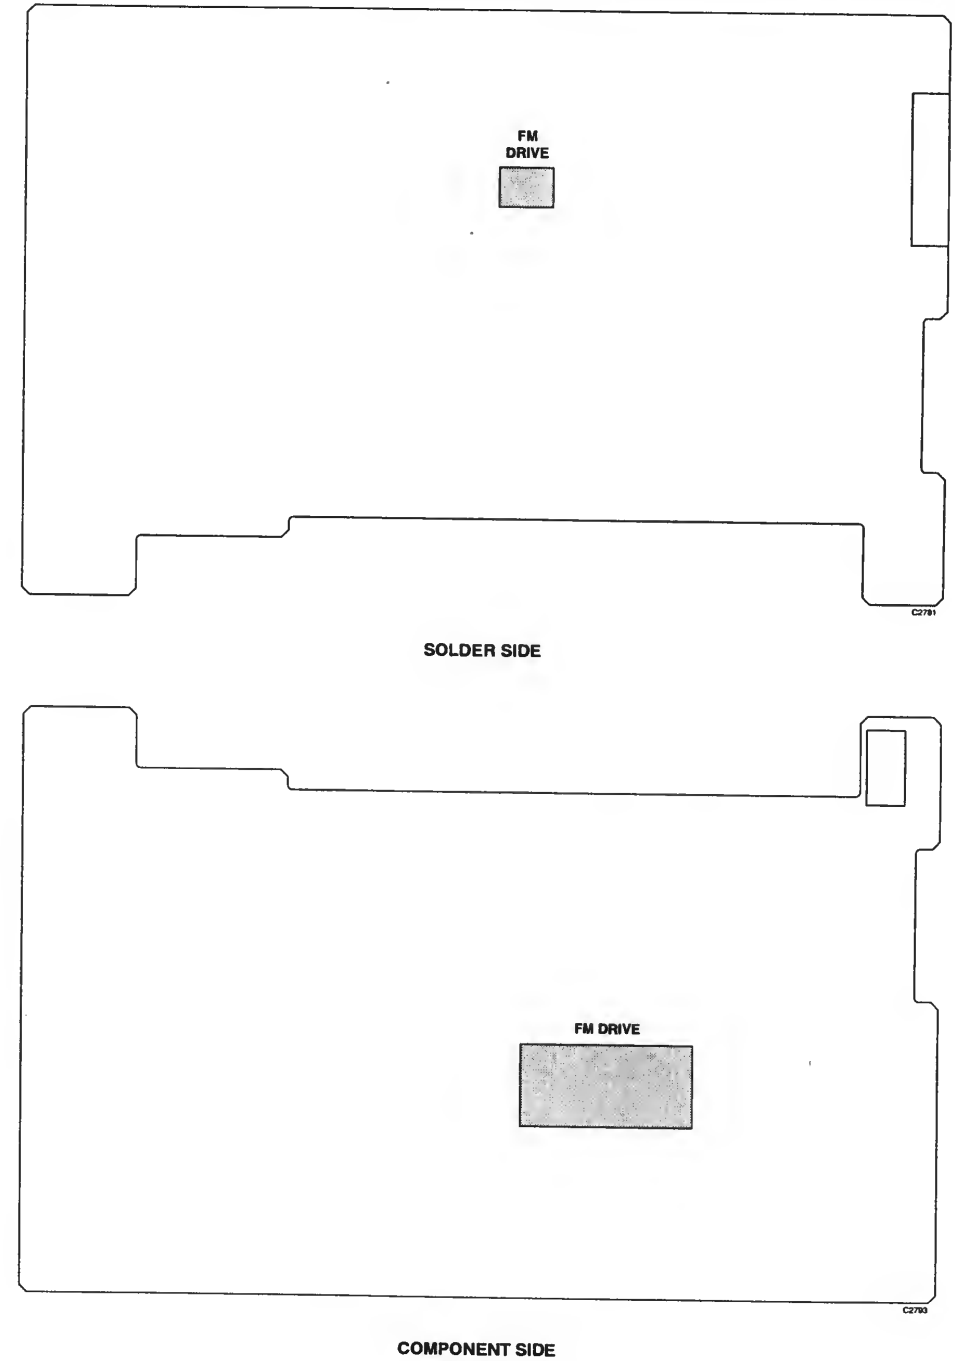 FM
DRIVE
C2781
SOLDER SIDE
FM DRIVE
C2793
COMPONENT SIDE